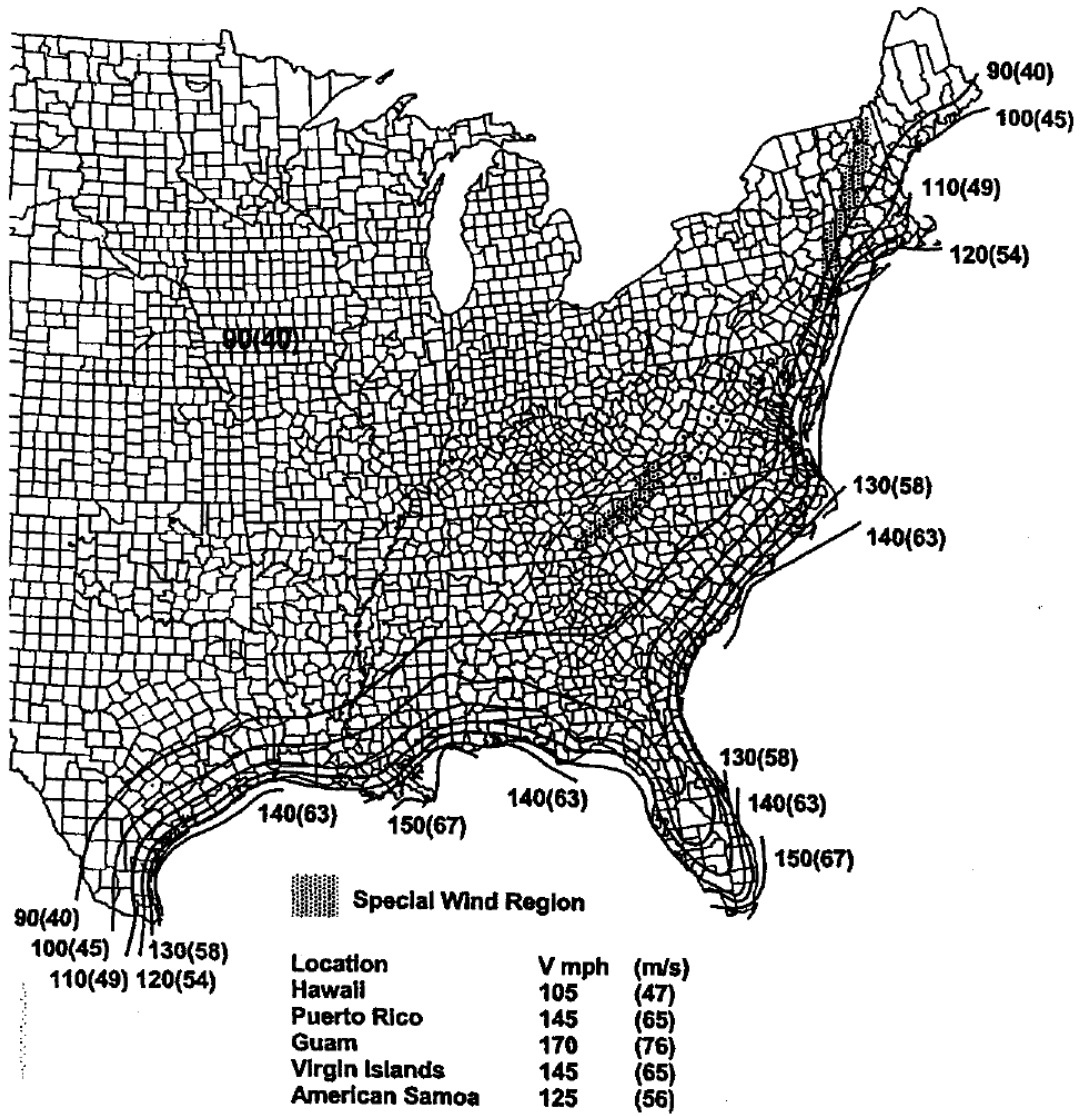 90(40)
100(45)
110(49)
120(54)
90(40)
130(58)
140(63)
130(58)
140(63)
140(63)
140(63)
150(67)
150(67)
90(40)
100(45)
130(58)
110(49) 120(54)
Special Wind Region
Location V mph (m/s)
Hawaii 105 (47)
Puerto Rico 145 (65)
Guam 170 (76)
Virgin Islands 145 (65)
American Samoa 125 (56)